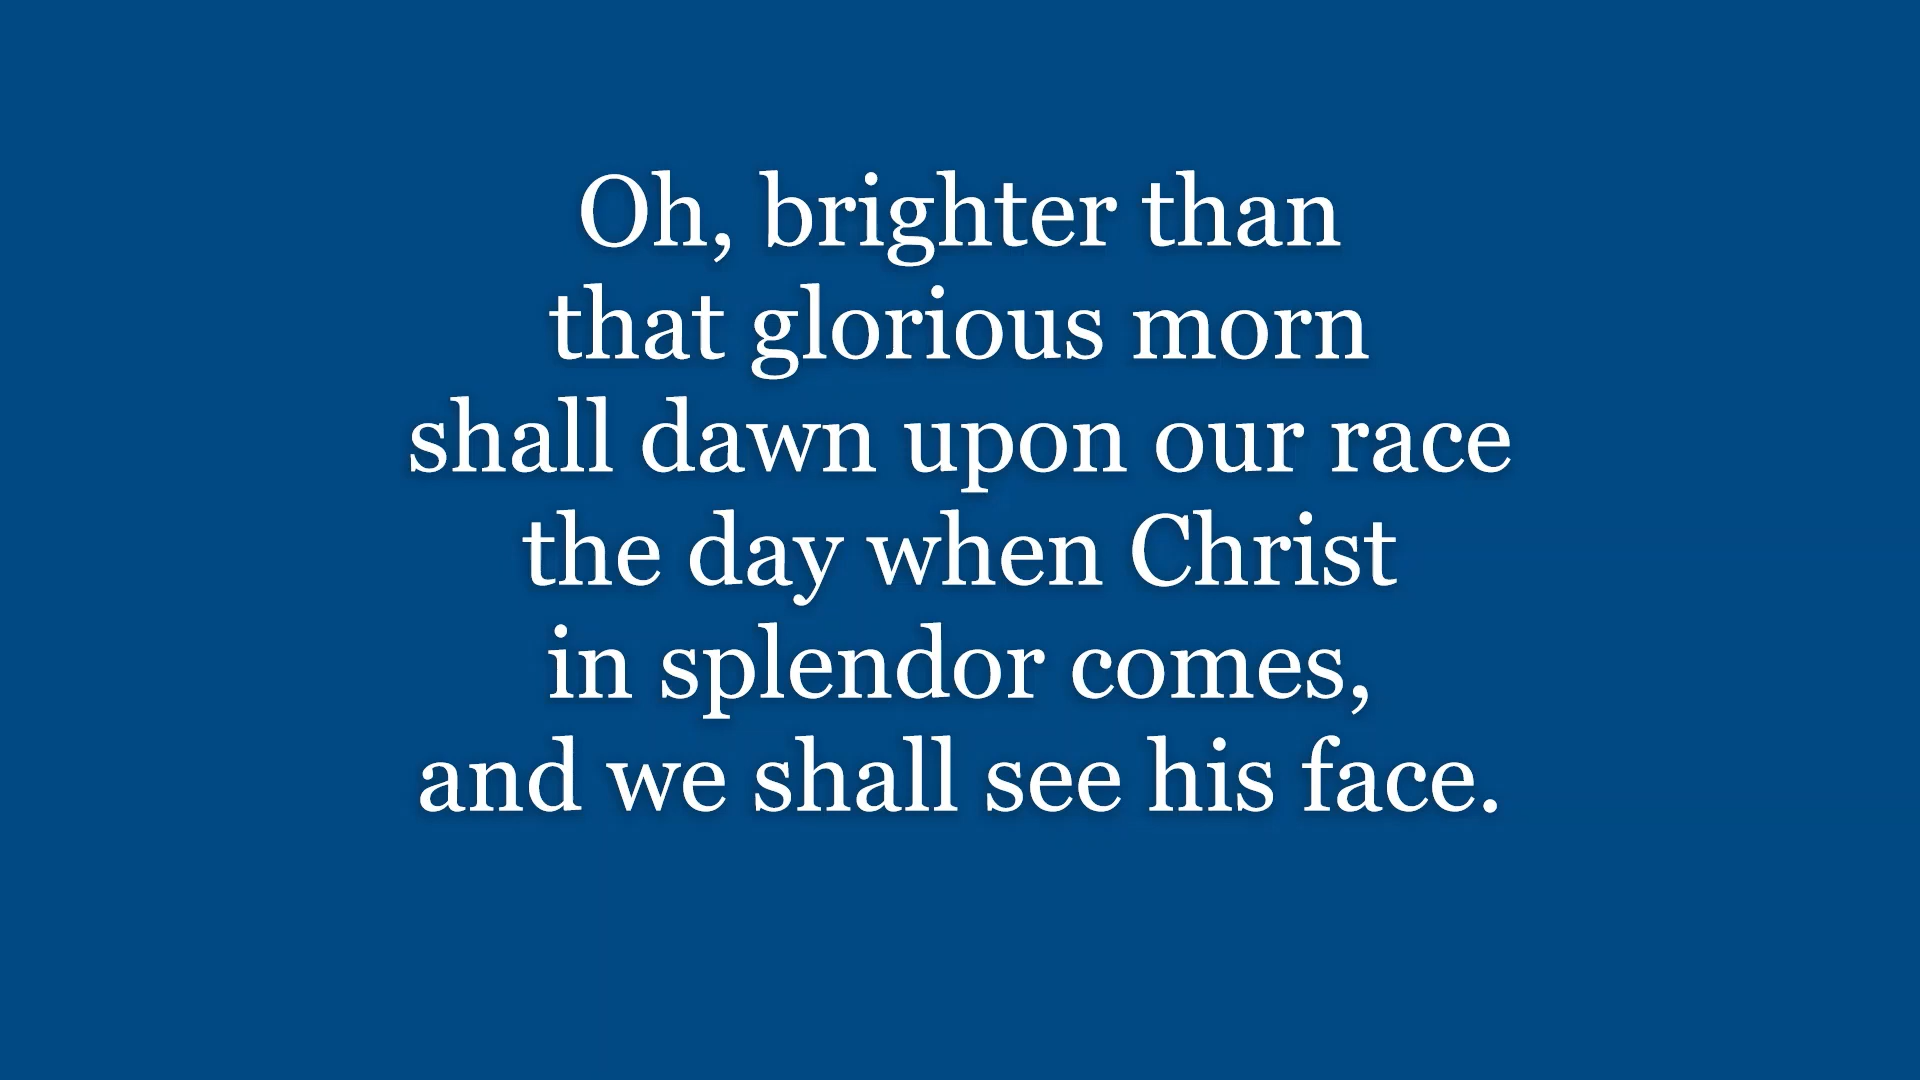 Oh, brighter than
that glorious morn
shall dawn upon our race
the day when Christ
in splendor comes,
and we shall see his face.